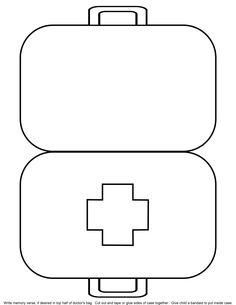 Write memory verse, if desired in top half of doctor's bag. Cut out and tape or glue sides of case together. Give child a bandaid to put inside case